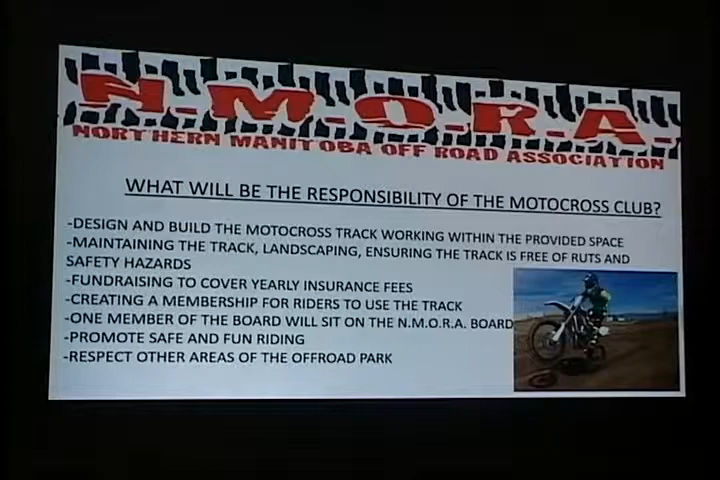 N.M.O.R.A.
NORTHERN MANITOBA OFF ROAD ASSOCIATION
WHAT WILL BE THE RESPONSIBILITY OF THE MOTOCROSS CLUB?
-DESIGN AND BUILD THE MOTOCROSS TRACK WORKING WITHIN THE PROVIDED SPACE
-MAINTAINING THE TRACK, LANDSCAPING, ENSURING THE TRACK IS FREE OF RUTS AND
SAFETY HAZARDS
-FUNDRAISING TO COVER YEARLY INSURANCE FEES
-CREATING A MEMBERSHIP FOR RIDERS TO USE THE TRACK
-ONE MEMBER OF THE BOARD WILL SIT ON THE N.M.O.R.A. BOARD
-PROMOTE SAFE AND FUN RIDING
-RESPECT OTHER AREAS OF THE OFFROAD PARK